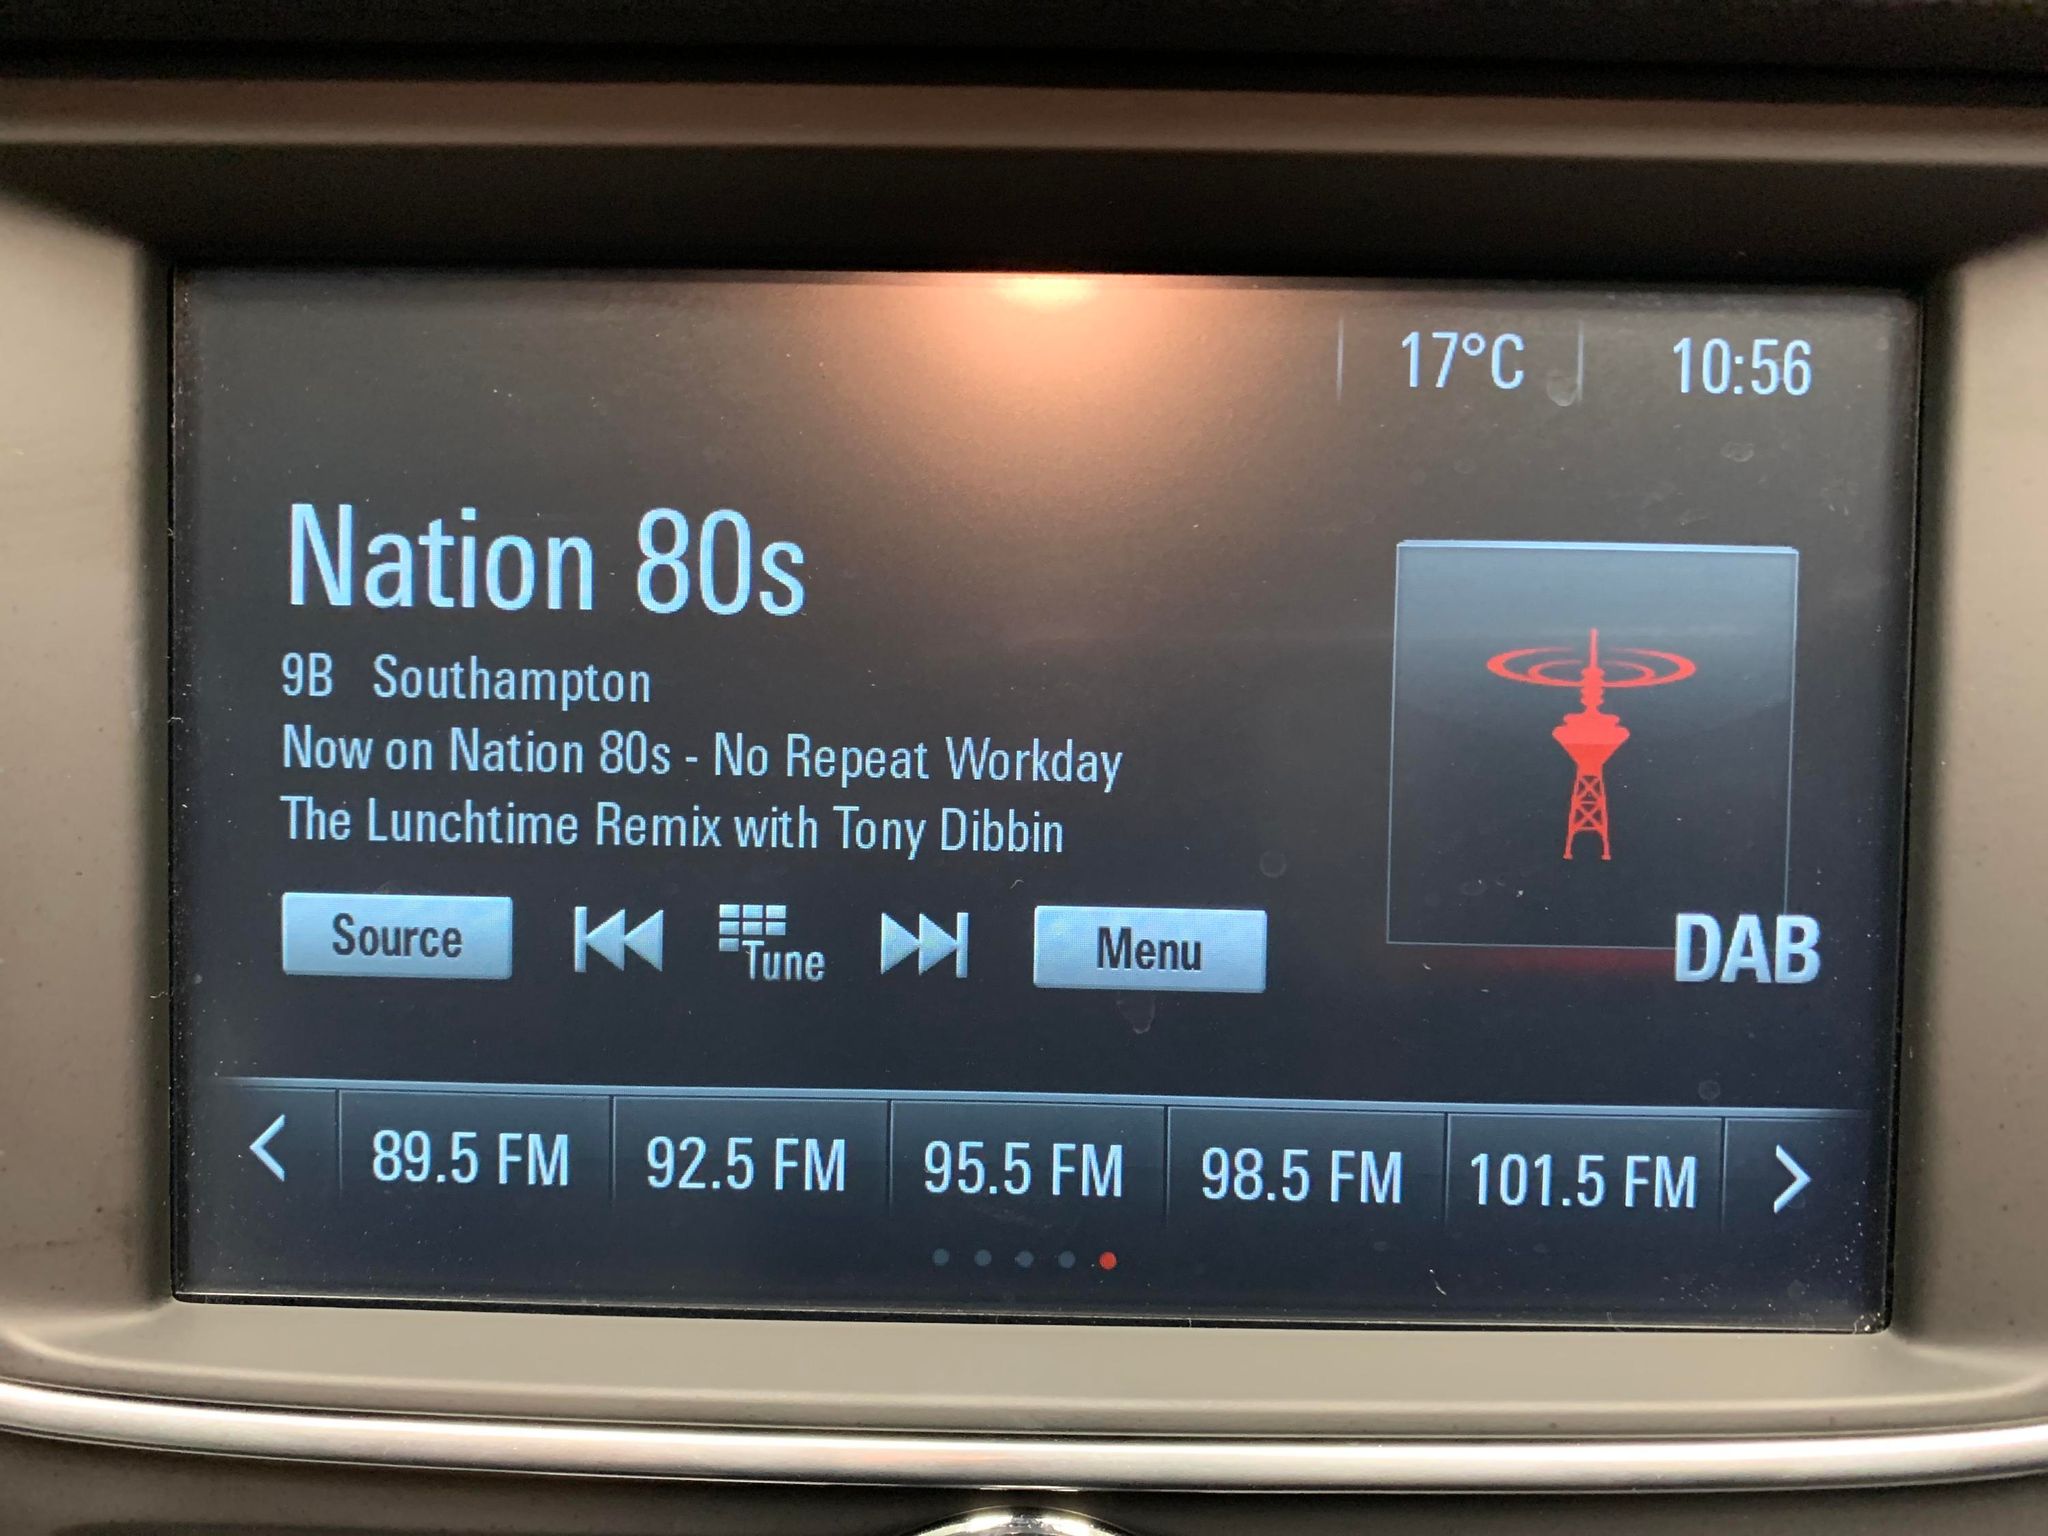 17°C 10:56
Nation 80s
9B Southampton
Now on Nation 80s - No Repeat Workday
The Lunchtime Remix with Tony Dibbin
Source Tune Menu
DAB
89.5 FM 92.5 FM 95.5 FM 98.5 FM 101.5 FM